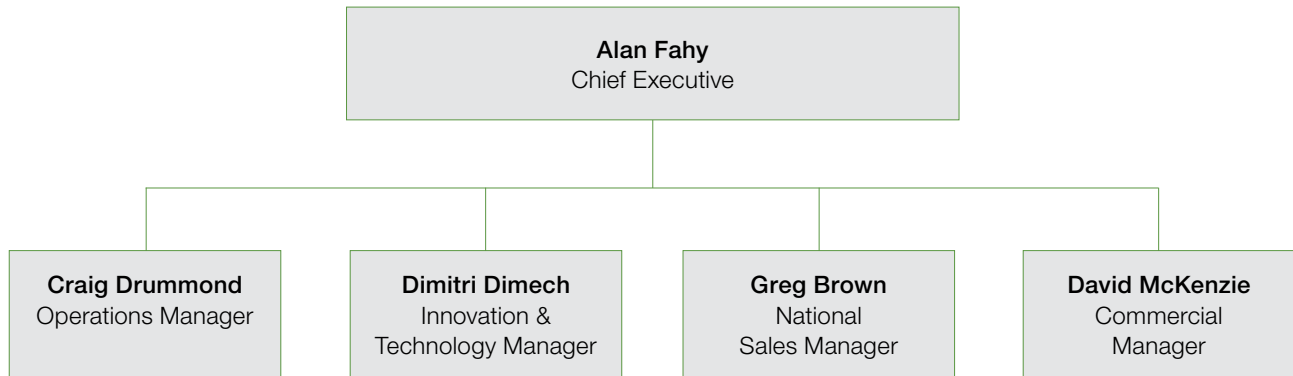 Alan Fahy
Chief Executive
Craig Drummond
Operations Manager
Dimitri Dimech
Innovation &
Technology Manager
Greg Brown
National
Sales Manager
David McKenzie
Commercial
Manager